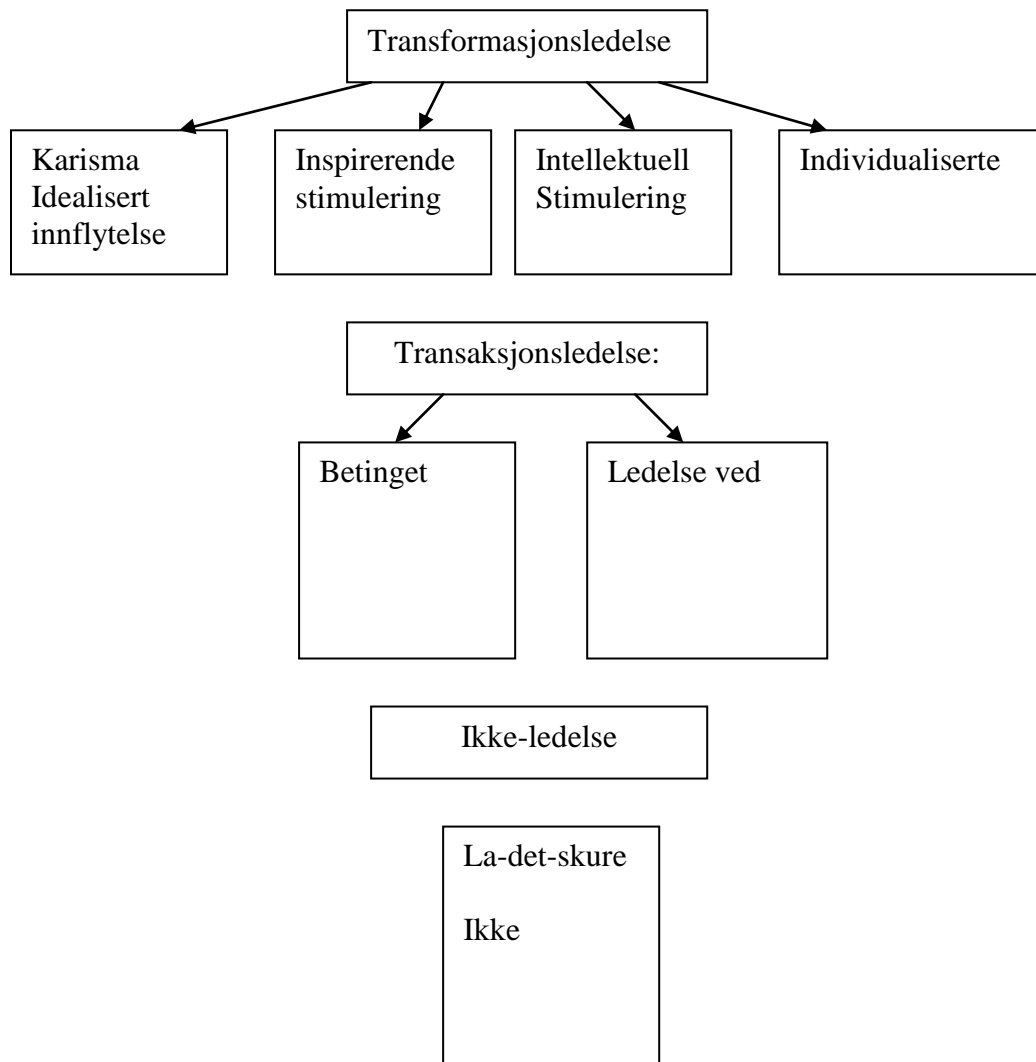 Transformasjonsledelse
Karisma
Idealisert
innflytelse
Inspirerende
stimulering
Intellektuell
Stimulering
Individualiserte
Transaksjonsledelse:
Betinget
Ledelse ved
Ikke-ledelse
La-det-skure
Ikke